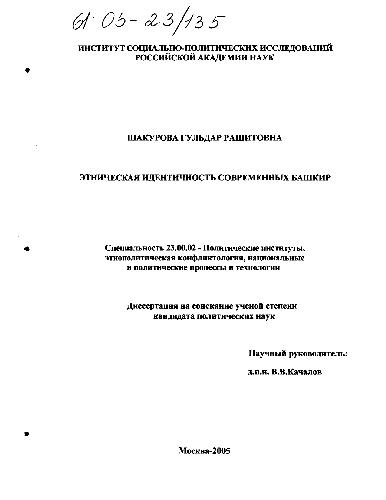 61 03-23/135
ИНСТИТУТ СОЦИАЛЬНО-ПОЛИТИЧЕСКИХ ИССЛЕДОВАНИЙ
РОССИЙСКОЙ АКАДЕМИИ НАУК
ШАКУРОВА ГУЛЬДАР РАШИТОВНА
ЭТНИЧЕСКАЯ ИДЕНТИЧНОСТЬ СОВРЕМЕННЫХ БАШКИР
Специальность 23.00.02 - Политические институты,
этнополитическая конфликтология, национальные
и политические процессы и технологии
Диссертация на соискание ученой степени
кандидата политических наук
Научный руководитель:
д.п.н. В.В.Качалов
Москва-2005